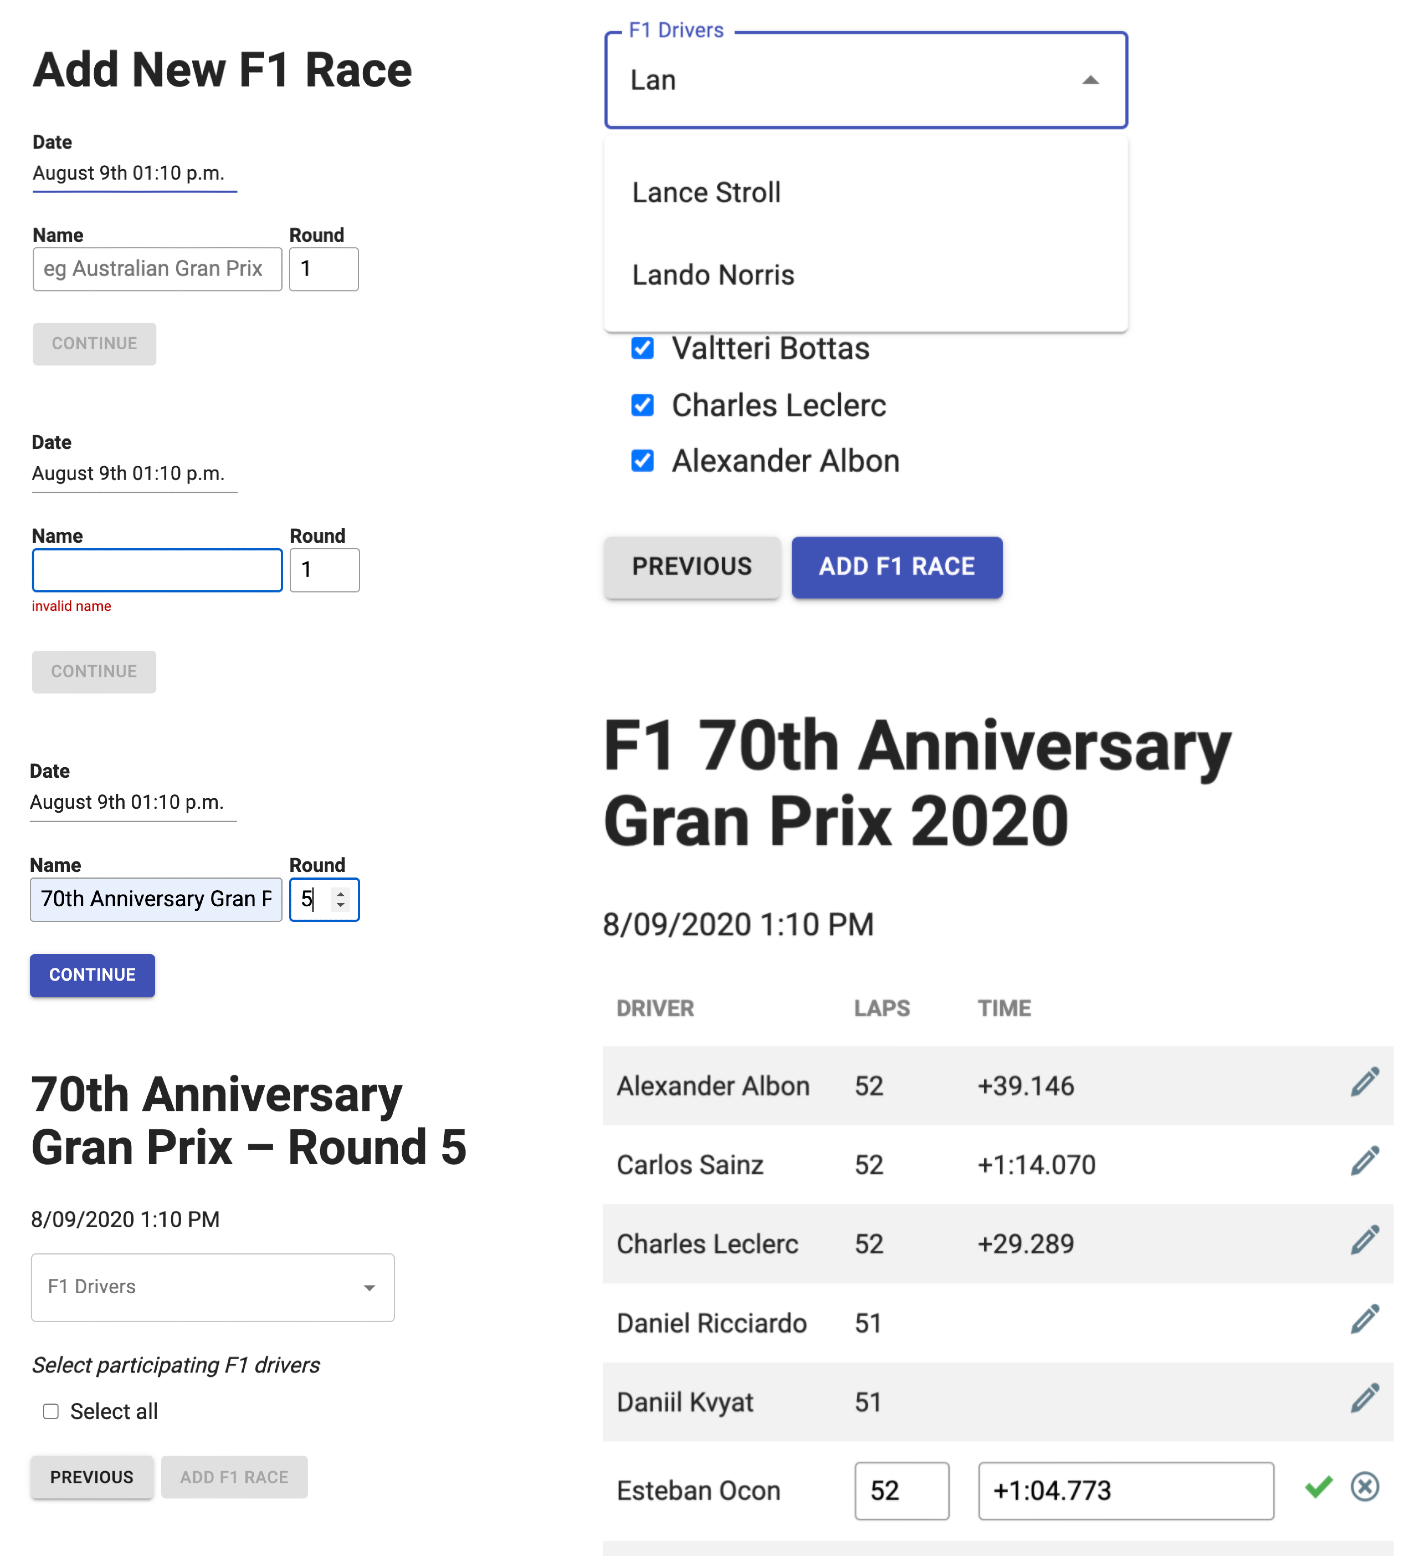 Add New F1 Race
Date
August 9th 01:10 p.m.
Name Round
eg Australian Gran Prix 1
CONTINUE
Date
August 9th 01:10 p.m.
Name Round
1
invalid name
CONTINUE
Date
August 9th 01:10 p.m.
Name Round
70th Anniversary Gran P 5
CONTINUE
70th Anniversary
Gran Prix – Round 5
8/09/2020 1:10 PM
F1 Drivers
Select participating F1 drivers
Select all
PREVIOUS ADD F1 RACE
F1 Drivers
Lan
Lance Stroll
Lando Norris
Valtteri Bottas
Charles Leclerc
Alexander Albon
PREVIOUS ADD F1 RACE
F1 70th Anniversary
Gran Prix 2020
8/09/2020 1:10 PM
DRIVER LAPS TIME
Alexander Albon 52 +39.146
Carlos Sainz 52 +1:14.070
Charles Leclerc 52 +29.289
Daniel Ricciardo 51
Daniil Kvyat 51
Esteban Ocon 52 +1:04.773